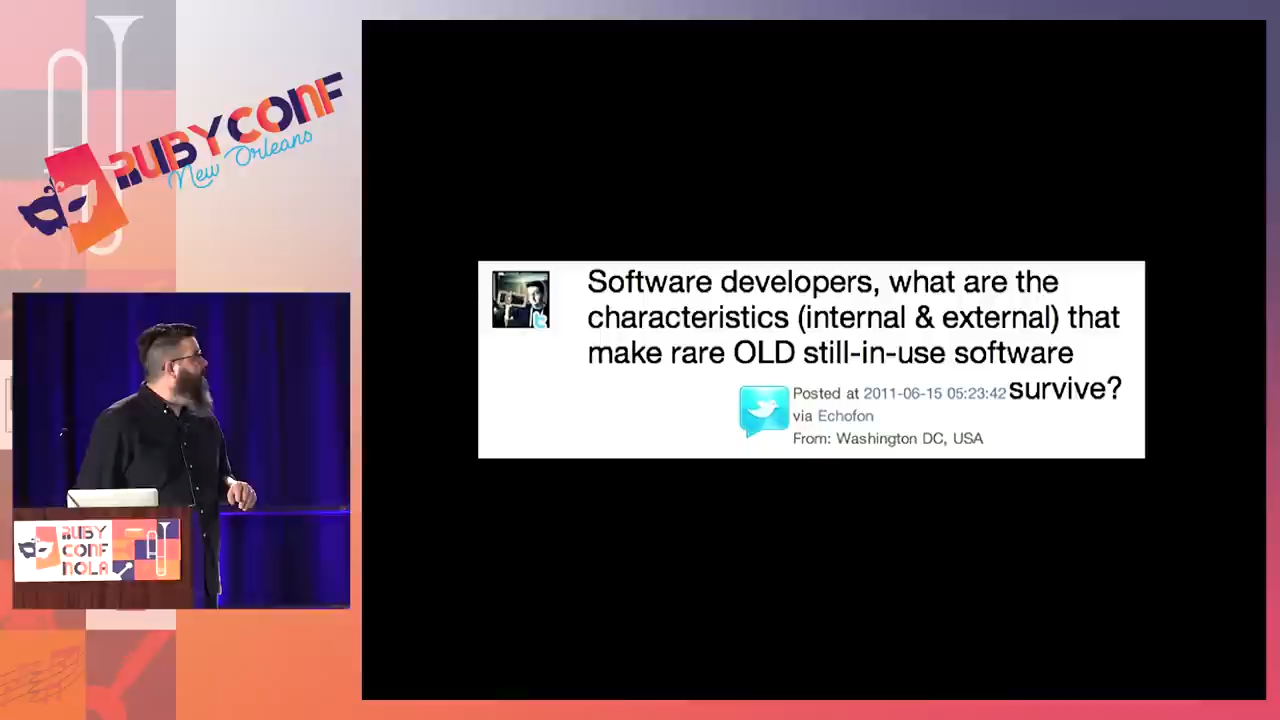 RUBYCONF
New Orleans
Software developers, what are the
characteristics (internal & external) that
make rare OLD still-in-use software
survive?
Posted at 2011-06-15 05:23:42
via Echofon
From: Washington DC, USA
RUBY
CONF
NOLA